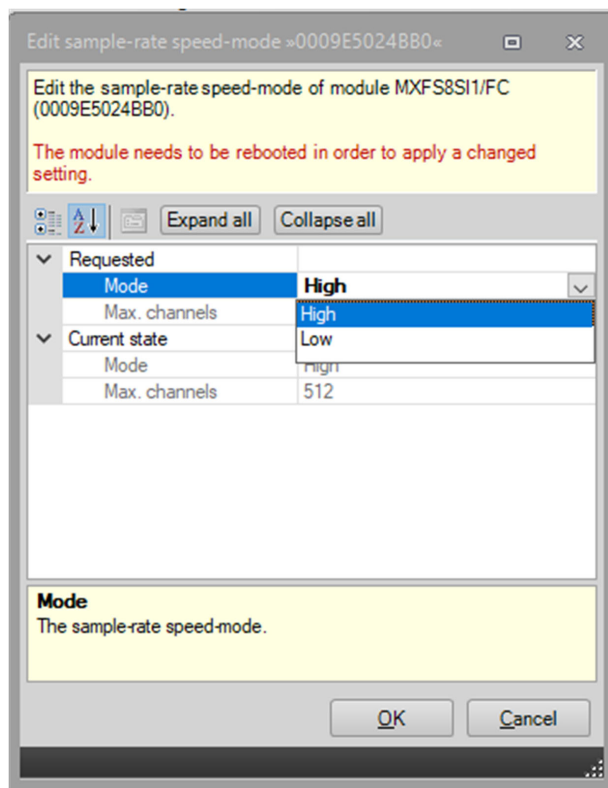 Edit sample-rate speed-mode »0009E5024BB0«
Edit the sample-rate speed-mode of module MXFS8SI1/FC
(0009E5024BB0).
The module needs to be rebooted in order to apply a changed
setting.
Expand all Collapse all
Requested
Mode High
Max. channels High
Current state Low
Mode High
Max. channels 512
Mode
The sample-rate speed-mode.
OK Cancel